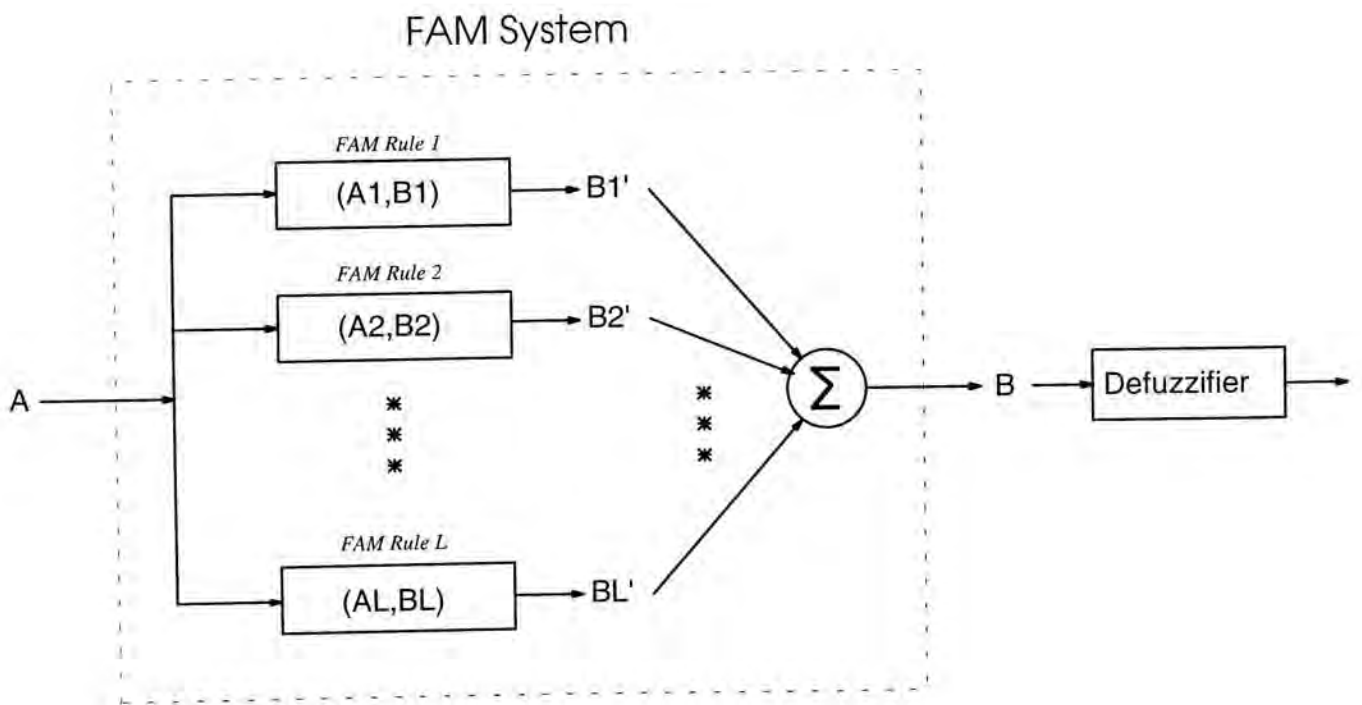 FAM System
FAM Rule 1
(A1,B1)
B1'
FAM Rule 2
(A2,B2)
B2'
A
Σ
B
Defuzzifier
FAM Rule L
(AL,BL)
BL'